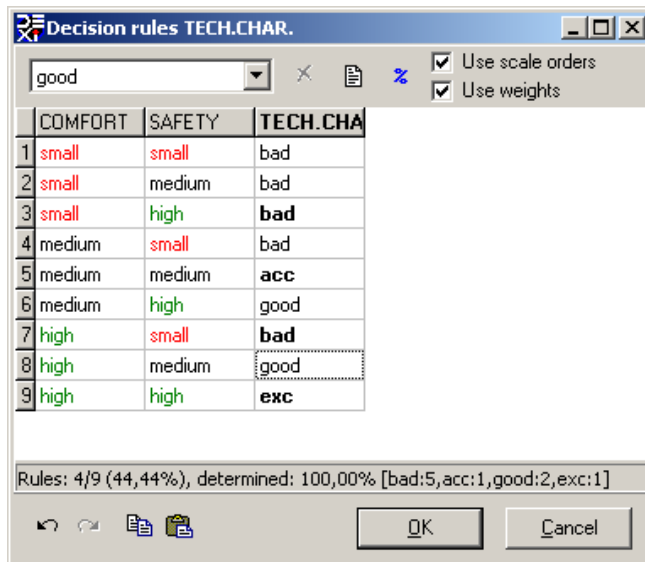 DEXi Decision rules TECH.CHAR.
good % Use scale orders
Use weights
COMFORT SAFETY TECH.CHA
1 small small bad
2 small medium bad
3 small high bad
4 medium small bad
5 medium medium acc
6 medium high good
7 high small bad
8 high medium good
9 high high exc
Rules: 4/9 (44,44%), determined: 100,00% [bad:5,acc:1,good:2,exc:1]
OK Cancel